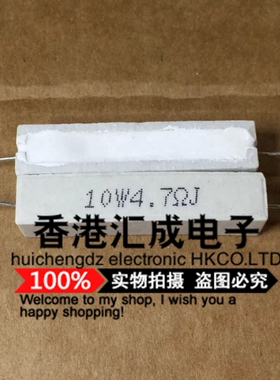 10W4.7ΩJ
香港汇成电子
huichengdz electronic HKCO.LTD
100% 实物拍摄 盗图必究
Welcome to my shop, I wish you a
happy shopping!